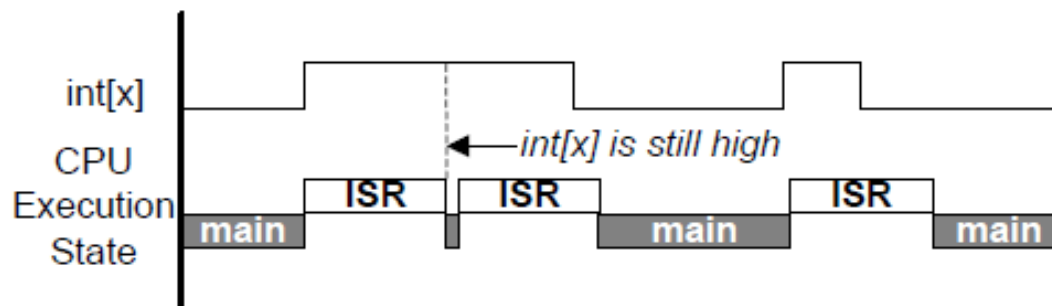 int[x]
int[x] is still high
CPU
Execution
State
ISR ISR ISR
main main main